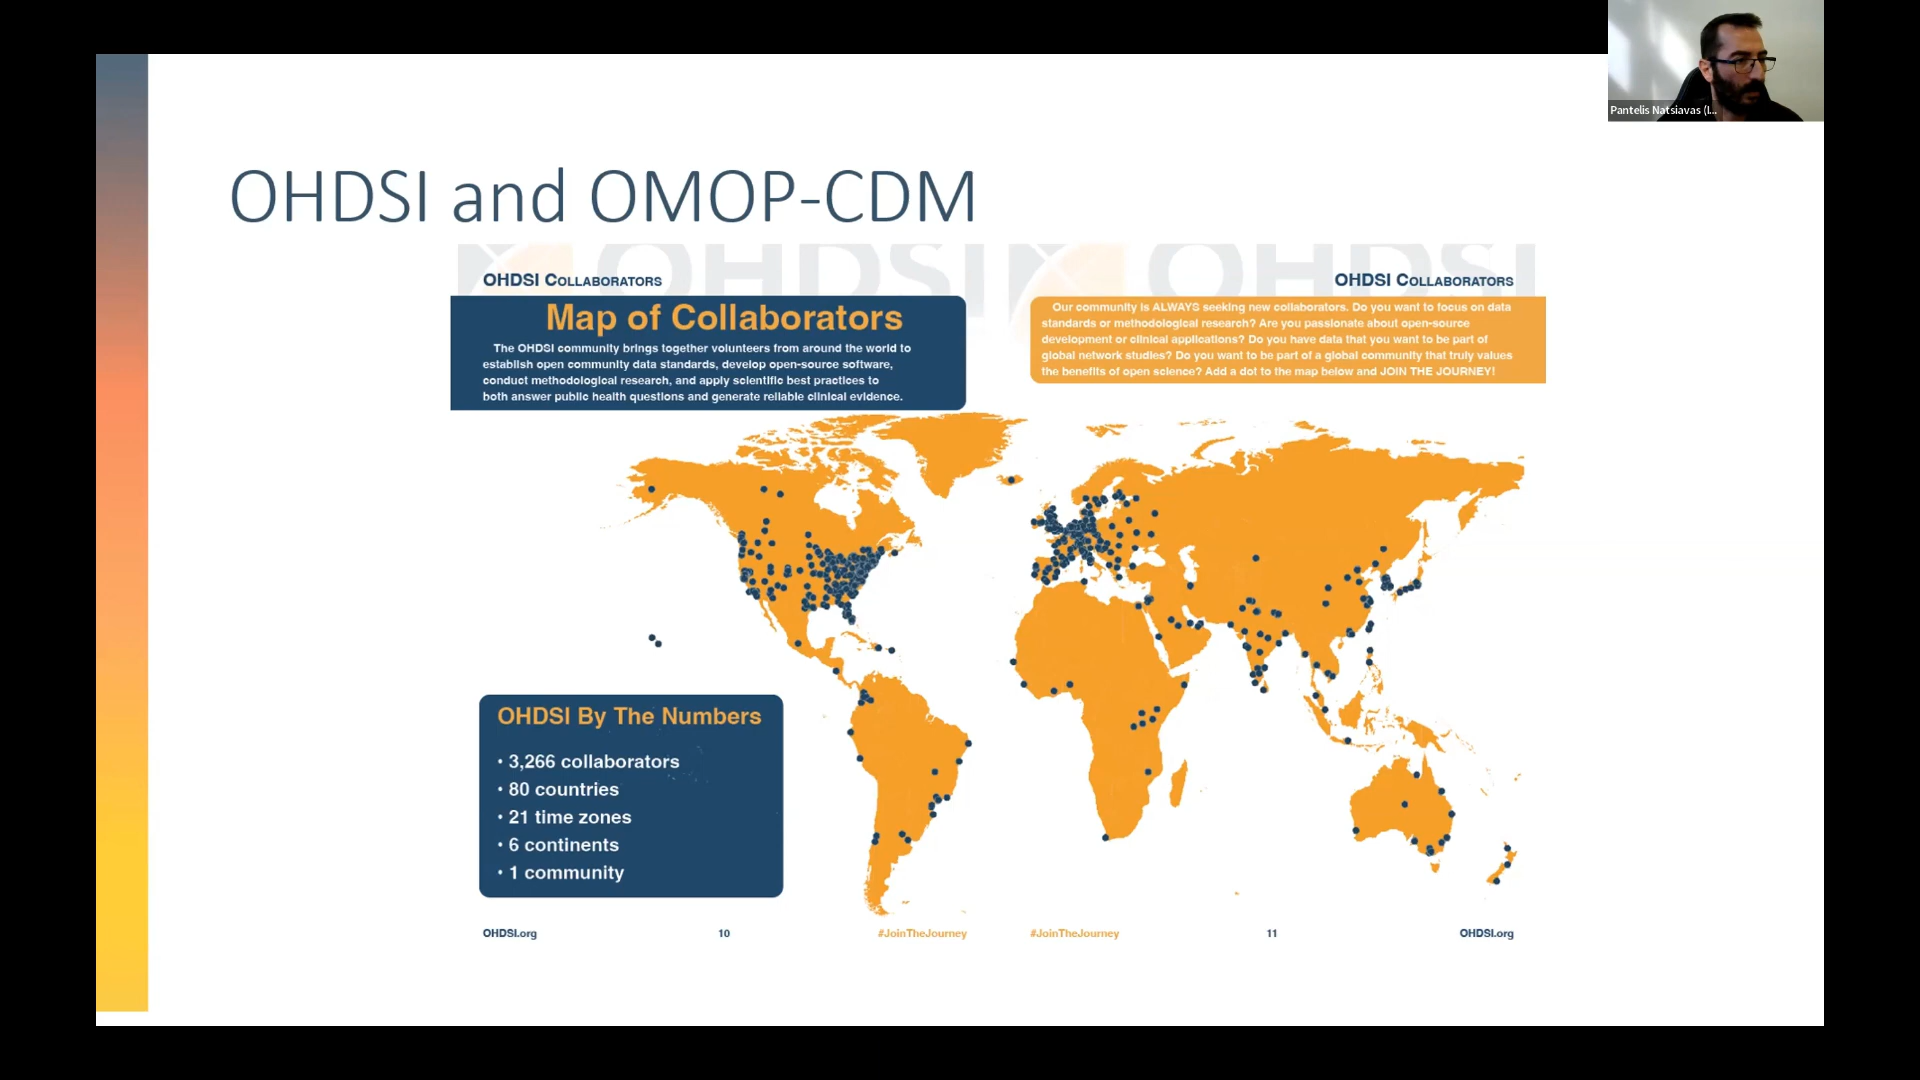 Pantelis Natsiavas (I...
OHDSI and OMOP-CDM
OHDSI OHDSI
OHDSI COLLABORATORS
Map of Collaborators
The OHDSI community brings together volunteers from around the world to
establish open community data standards, develop open-source software,
conduct methodological research, and apply scientific best practices to
both answer public health questions and generate reliable clinical evidence.
OHDSI COLLABORATORS
Our community is ALWAYS seeking new collaborators. Do you want to focus on data
standards or methodological research? Are you passionate about open-source
development or clinical applications? Do you have data that you want to be part of
global network studies? Do you want to be part of a global community that truly values
the benefits of open science? Add a dot to the map below and JOIN THE JOURNEY!
OHDSI By The Numbers
• 3,266 collaborators
• 80 countries
• 21 time zones
• 6 continents
• 1 community
OHDSI.org 10 #JoinTheJourney
#JoinTheJourney 11 OHDSI.org